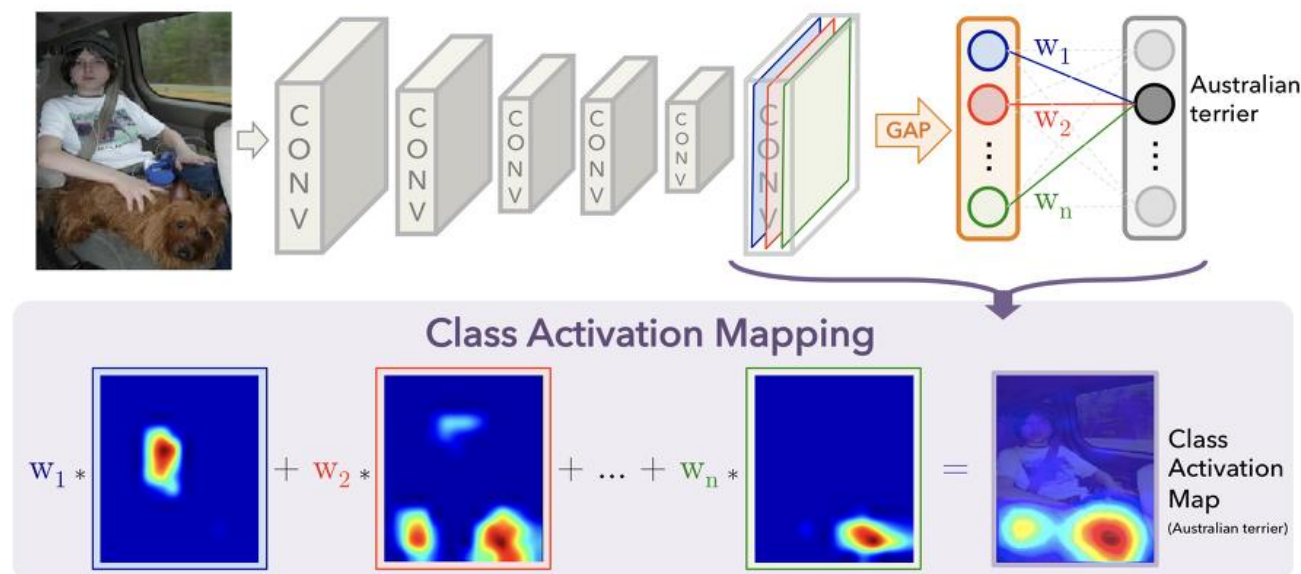 CONV
CONV
CONV
CONV
CONV
CONV
GAP
w1
w2
⋮
wn
⋮
Australian
terrier
Class Activation Mapping
w1 * + w2 * + ... + wn * =
Class
Activation
Map
(Australian terrier)